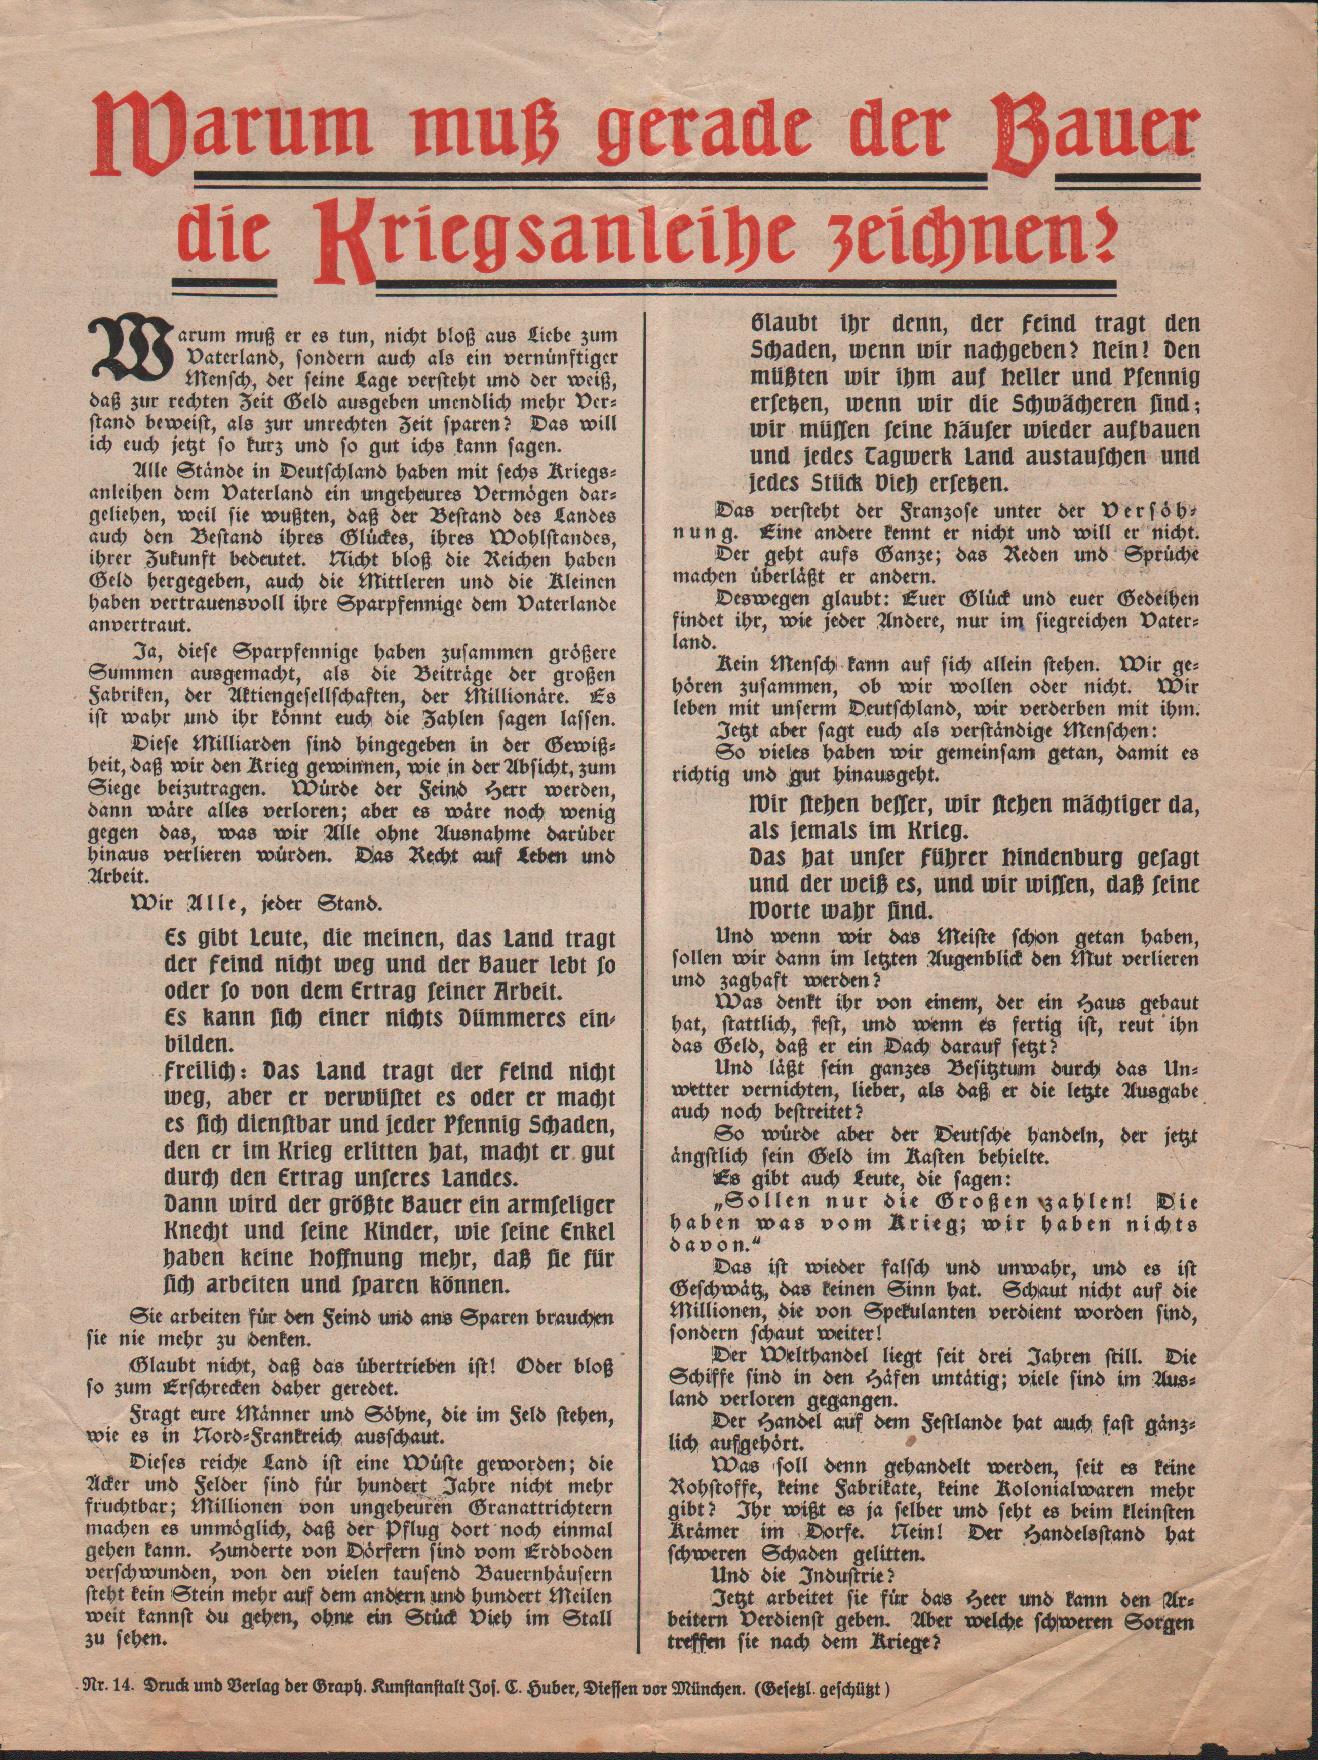 Warum muß gerade der Bauer
die Kriegsanleihe zeichnen?
Warum muß er es tun, nicht bloß aus Liebe zum
Vaterland, sondern auch als ein vernünftiger
Mensch, der seine Lage versteht und der weiß,
daß zur rechten Zeit Geld ausgeben unendlich mehr Ver-
stand beweist, als zur unrechten Zeit sparen? Das will
ich euch jetzt so kurz und so gut ichs kann sagen.
Alle Stände in Deutschland haben mit sechs Kriegs-
anleihen dem Vaterland ein ungeheures Vermögen dar-
geliehen, weil sie wußten, daß der Bestand des Landes
auch den Bestand ihres Glückes, ihres Wohlstandes,
ihrer Zukunft bedeutet. Nicht bloß die Reichen haben
Geld hergegeben, auch die Mittleren und die Kleinen
haben vertrauensvoll ihre Sparpfennige dem Vaterlande
anvertraut.
Ja, diese Sparpfennige haben zusammen größere
Summen ausgemacht, als die Beiträge der großen
Fabriken, der Aktiengesellschaften, der Millionäre. Es
ist wahr und ihr könnt euch die Zahlen sagen lassen.
Diese Milliarden sind hingegeben in der Gewiß-
heit, daß wir den Krieg gewinnen, wie in der Absicht, zum
Siege beizutragen. Würde der Feind Herr werden,
dann wäre alles verloren; aber es wäre noch wenig
gegen das, was wir Alle ohne Ausnahme darüber
hinaus verlieren würden. Das Recht auf Leben und
Arbeit.
Wir Alle, jeder Stand.
Es gibt Leute, die meinen, das Land tragt
der Feind nicht weg und der Bauer lebt so
oder so von dem Ertrag seiner Arbeit.
Es kann sich einer nichts Dümmeres ein-
bilden.
Freilich: Das Land tragt der Feind nicht
weg, aber er verwüstet es oder er macht
es sich dienstbar und jeder Pfennig Schaden,
den er im Krieg erlitten hat, macht er gut
durch den Ertrag unseres Landes.
Dann wird der größte Bauer ein armseliger
Knecht und seine Kinder, wie seine Enkel
haben keine Hoffnung mehr, daß sie für
sich arbeiten und sparen können.
Sie arbeiten für den Feind und ans Sparen brauchen
sie nie mehr zu denken.
Glaubt nicht, daß das übertrieben ist! Oder bloß
so zum Erschrecken daher geredet.
Fragt eure Männer und Söhne, die im Feld stehen,
wie es in Nord-Frankreich ausschaut.
Dieses reiche Land ist eine Wüste geworden; die
Äcker und Felder sind für hundert Jahre nicht mehr
fruchtbar; Millionen von ungeheuren Granattrichtern
machen es unmöglich, daß der Pflug dort noch einmal
gehen kann. Hunderte von Dörfern sind vom Erdboden
verschwunden, von den vielen tausend Bauernhäusern
steht kein Stein mehr auf dem andern und hundert Meilen
weit kannst du gehen, ohne ein Stück Vieh im Stall
zu sehen.
Glaubt ihr denn, der Feind tragt den
Schaden, wenn wir nachgeben? Nein! Den
müßten wir ihm auf Heller und Pfennig
ersetzen, wenn wir die Schwächeren sind;
wir müssen seine Häuser wieder aufbauen
und jedes Tagwerk Land austauschen und
jedes Stück Vieh ersetzen.
Das versteht der Franzose unter der Versöh-
nung. Eine andere kennt er nicht und will er nicht.
Der geht aufs Ganze; das Reden und Sprüche
machen überläßt er andern.
Deswegen glaubt: Euer Glück und euer Gedeihen
findet ihr, wie jeder Andere, nur im siegreichen Vater-
land.
Kein Mensch kann auf sich allein stehen. Wir ge-
hören zusammen, ob wir wollen oder nicht. Wir
leben mit unserm Deutschland, wir verderben mit ihm.
Jetzt aber sagt euch als verständige Menschen:
So vieles haben wir gemeinsam getan, damit es
richtig und gut hinausgeht.
Wir stehen besser, wir stehen mächtiger da,
als jemals im Krieg.
Das hat unser Führer Hindenburg gesagt
und der weiß es, und wir wissen, daß seine
Worte wahr sind.
Und wenn wir das Meiste schon getan haben,
sollen wir dann im letzten Augenblick den Mut verlieren
und zaghaft werden?
Was denkt ihr von einem, der ein Haus gebaut
hat, stattlich, fest, und wenn es fertig ist, reut ihn
das Geld, daß er ein Dach darauf setzt?
Und läßt sein ganzes Besitztum durch das Un-
wetter vernichten, lieber, als daß er die letzte Ausgabe
auch noch bestreitet?
So würde aber der Deutsche handeln, der jetzt
ängstlich sein Geld im Kasten behielte.
Es gibt auch Leute, die sagen:
„Sollen nur die Großen zahlen! Die
haben was vom Krieg; wir haben nichts
davon.“
Das ist wieder falsch und unwahr, und es ist
Geschwätz, das keinen Sinn hat. Schaut nicht auf die
Millionen, die von Spekulanten verdient worden sind,
sondern schaut weiter!
Der Welthandel liegt seit drei Jahren still. Die
Schiffe sind in den Häfen untätig; viele sind im Aus-
land verloren gegangen.
Der Handel auf dem Festlande hat auch fast gänz-
lich aufgehört.
Was soll denn gehandelt werden, seit es keine
Rohstoffe, keine Fabrikate, keine Kolonialwaren mehr
gibt? Ihr wißt es ja selber und seht es beim kleinsten
Krämer im Dorfe. Nein! Der Handelsstand hat
schweren Schaden gelitten.
Und die Industrie?
Jetzt arbeitet sie für das Heer und kann den Ar-
beitern Verdienst geben. Aber welche schweren Sorgen
treffen sie nach dem Kriege?
Nr. 14. Druck und Verlag der Graph. Kunstanstalt Jos. C. Huber, Diessen vor München. (Gesetzl. geschützt)